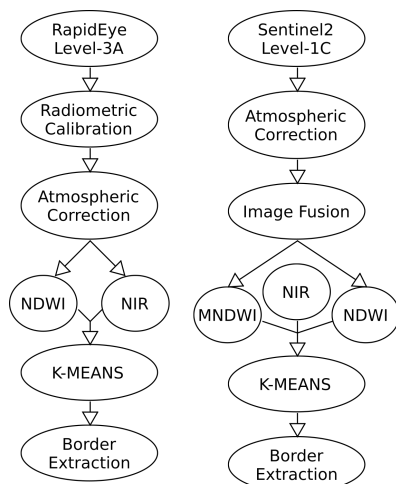 RapidEye
Level-3A
Radiometric
Calibration
Atmospheric
Correction
NDWI
NIR
K-MEANS
Border
Extraction
Sentinel2
Level-1C
Atmospheric
Correction
Image Fusion
MNDWI
NIR
NDWI
K-MEANS
Border
Extraction